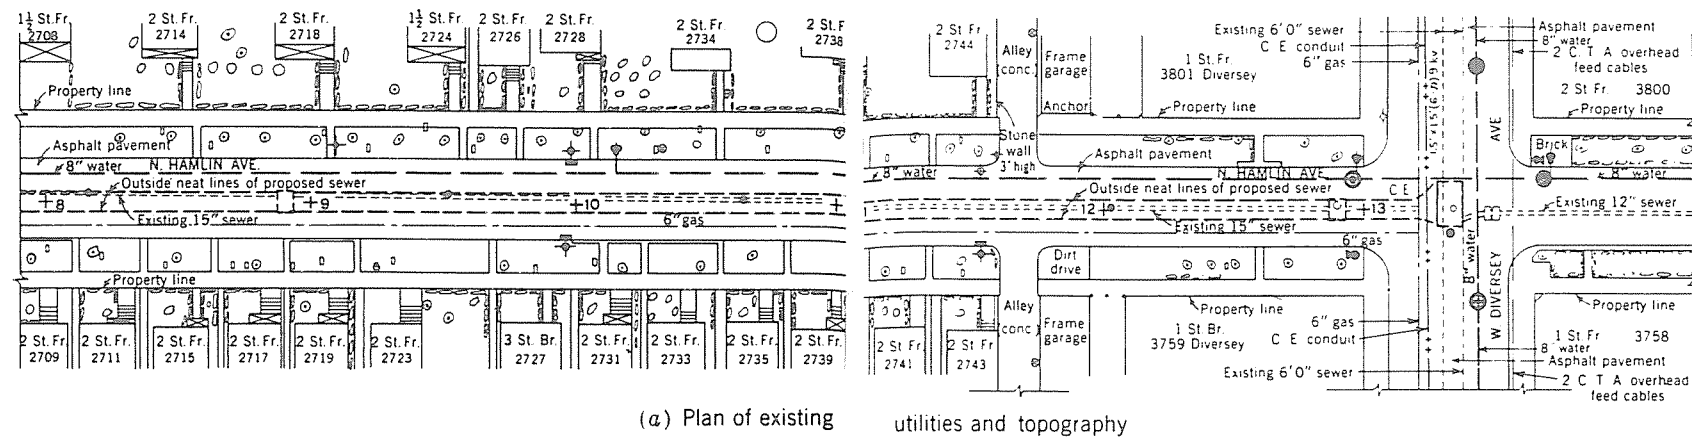 1½ St.Fr.
2708
2 St. Fr.
2714
2 St. Fr.
2718
1½ St. Fr.
2724
2 St. Fr.
2726
2 St. Fr.
2728
2 St. Fr.
2734
2 St.Fr.
2738
Property line
Asphalt pavement
8" water
N. HAMLIN AVE.
Outside neat lines of proposed sewer
8
9
10
Existing 15" sewer
6" gas
Property line
2 St. Fr.
2709
2 St. Fr.
2711
2 St. Fr.
2715
2 St. Fr.
2717
2 St. Fr.
2719
2 St. Fr.
2723
3 St. Br.
2727
2 St. Fr.
2731
2 St. Fr.
2733
2 St. Fr.
2735
2 St. Fr.
2739
2 St. Fr
2744
Alley
(conc.)
Frame
garage
Anchor
1 St. Fr.
3801 Diversey
Property line
Existing 6'0" sewer
C E conduit
6" gas
Asphalt pavement
8" water
2 C T A overhead
feed cables
2 St Fr. 3800
Property line
Stone
wall
3' high
Asphalt pavement
8" water
N. HAMLIN AVE
AVE
Brick
8" water
Outside neat lines of proposed sewer
C E
12
13
Existing 15" sewer
Existing 12" sewer
6" gas
8" water
W DIVERSEY
Dirt
drive
Alley
(conc)
Frame
garage
Property line
1 St Br.
3759 Diversey
6" gas
C E conduit
Existing 6'0" sewer
Property line
1 St Fr. 3758
8" water
Asphalt pavement
2 C T A overhead
feed cables
2 St. Fr.
2741
2 St Fr.
2743
(a) Plan of existing utilities and topography